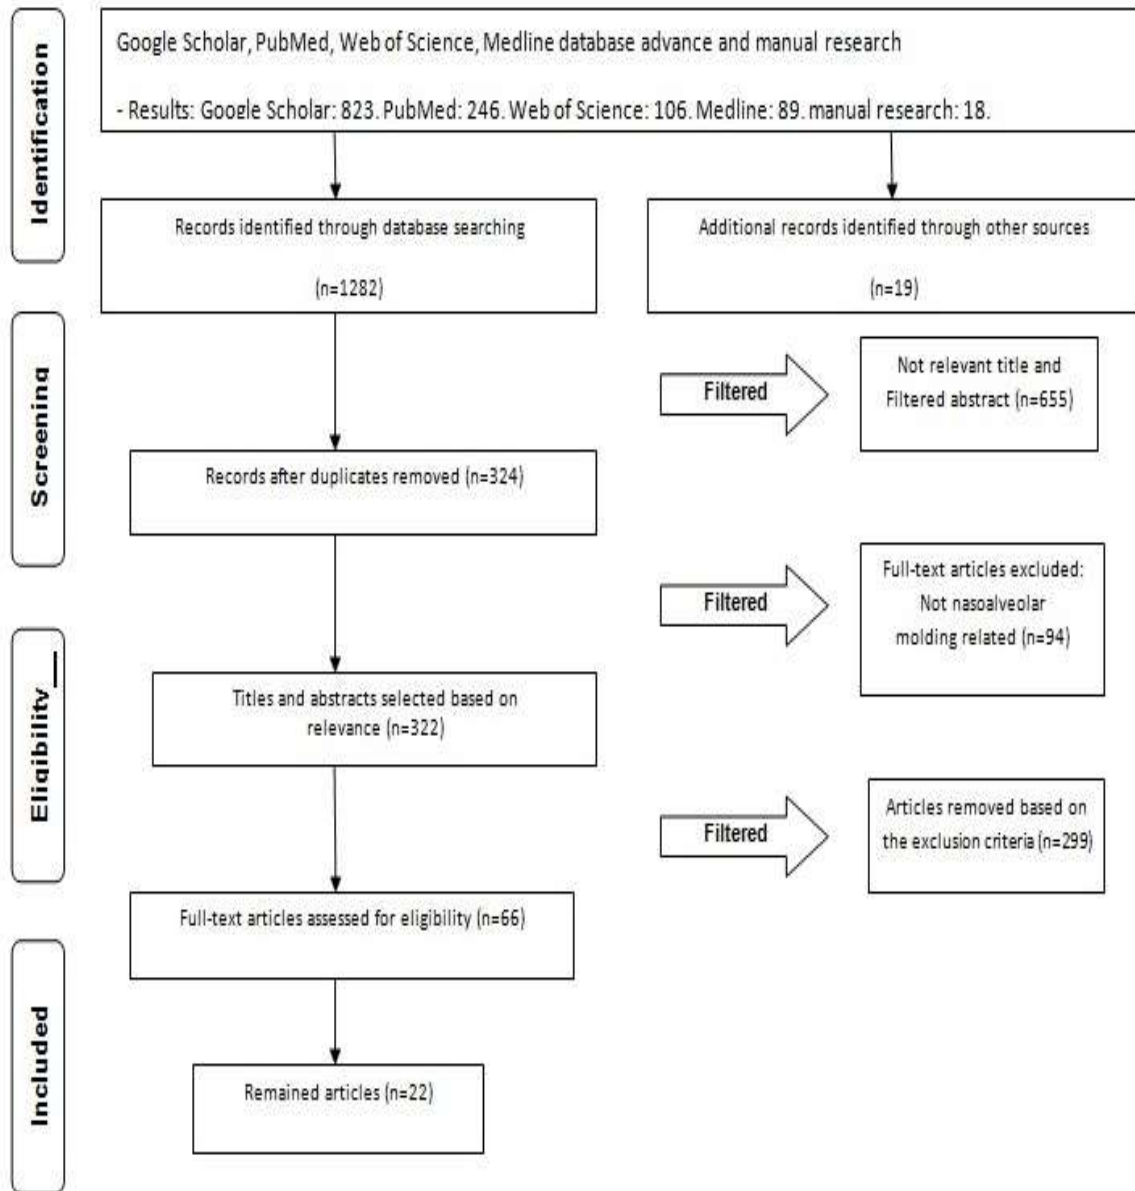 Identification
Google Scholar, PubMed, Web of Science, Medline database advance and manual research
- Results: Google Scholar: 823. PubMed: 246. Web of Science: 106. Medline: 89. manual research: 18.
Records identified through database searching
(n=1282)
Additional records identified through other sources
(n=19)
Screening
Filtered
Not relevant title and
Filtered abstract (n=655)
Records after duplicates removed (n=324)
Filtered
Full-text articles excluded:
Not nasoalveolar
molding related (n=94)
Eligibility
Titles and abstracts selected based on
relevance (n=322)
Filtered
Articles removed based on
the exclusion criteria (n=299)
Full-text articles assessed for eligibility (n=66)
Included
Remained articles (n=22)